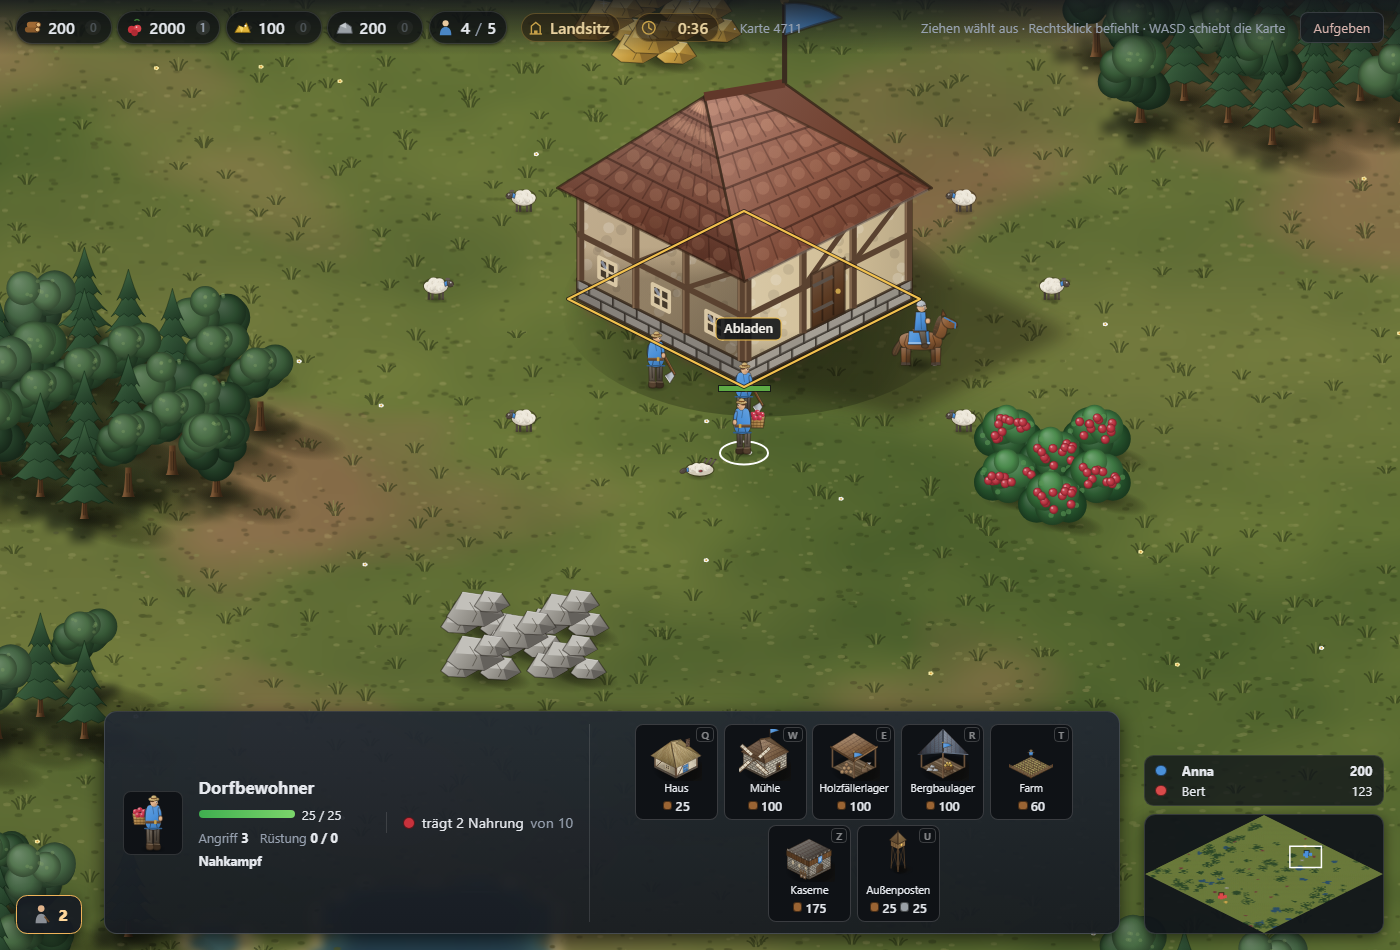 200 0 2000 1 100 0 200 0 4 / 5 Landsitz 0:36 · Karte 4711 Ziehen wählt aus · Rechtsklick befiehlt · WASD schiebt die Karte Aufgeben
Abladen
Dorfbewohner
25 / 25
Angriff 3 Rüstung 0 / 0
Nahkampf
trägt 2 Nahrung von 10
Q W E R T
Haus Mühle Holzfällerlager Bergbaulager Farm
25 100 100 100 60
Z U
Kaserne Außenposten
175 25 25
Anna 200
Bert 123
2